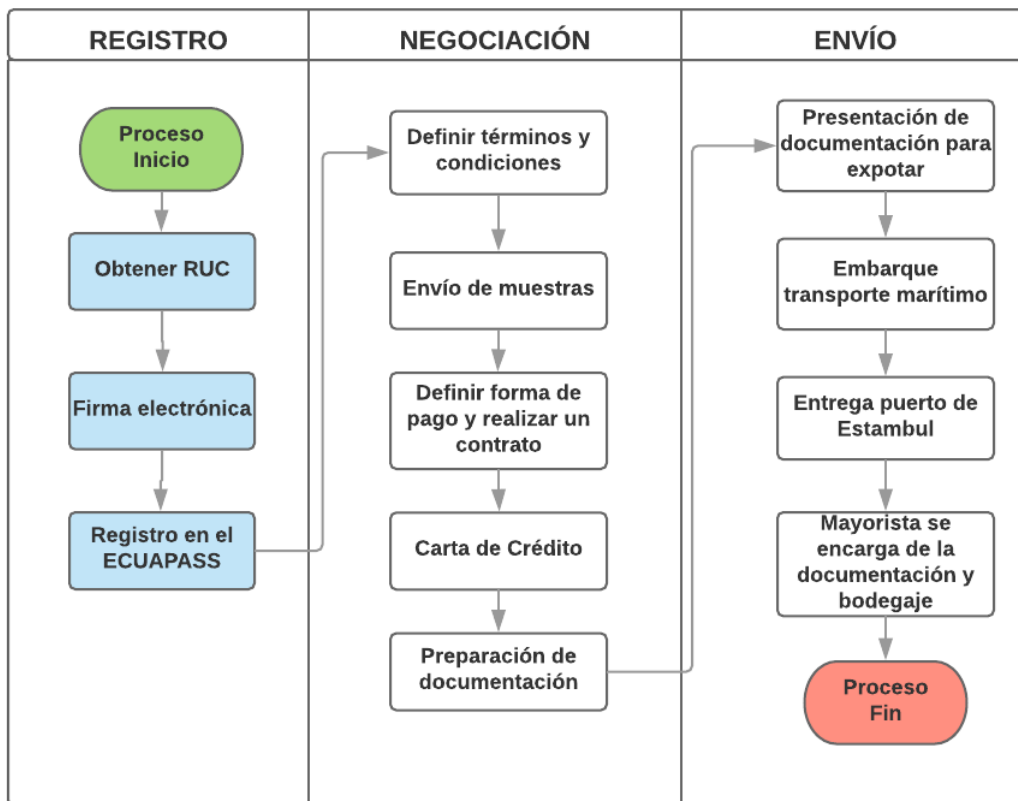 REGISTRO
NEGOCIACIÓN
ENVÍO
Proceso
Inicio
Obtener RUC
Firma electrónica
Registro en el
ECUAPASS
Definir términos y
condiciones
Envío de muestras
Definir forma de
pago y realizar un
contrato
Carta de Crédito
Preparación de
documentación
Presentación de
documentación para
expotar
Embarque
transporte marítimo
Entrega puerto de
Estambul
Mayorista se
encarga de la
documentación y
bodegaje
Proceso
Fin